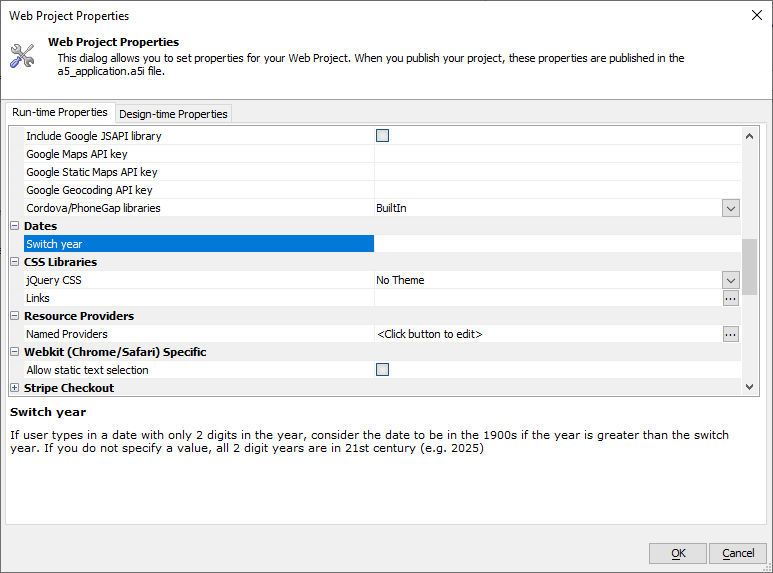 Web Project Properties
Web Project Properties
This dialog allows you to set properties for your Web Project. When you publish your project, these properties are published in the
a5_application.a5i file.
Run-time Properties Design-time Properties
Include Google JSAPI library
Google Maps API key
Google Static Maps API key
Google Geocoding API key
Cordova/PhoneGap libraries BuiltIn
Dates
Switch year
CSS Libraries
jQuery CSS No Theme
Links ...
Resource Providers
Named Providers <Click button to edit> ...
Webkit (Chrome/Safari) Specific
Allow static text selection
Stripe Checkout
Switch year
If user types in a date with only 2 digits in the year, consider the date to be in the 1900s if the year is greater than the switch
year. If you do not specify a value, all 2 digit years are in 21st century (e.g. 2025)
OK Cancel